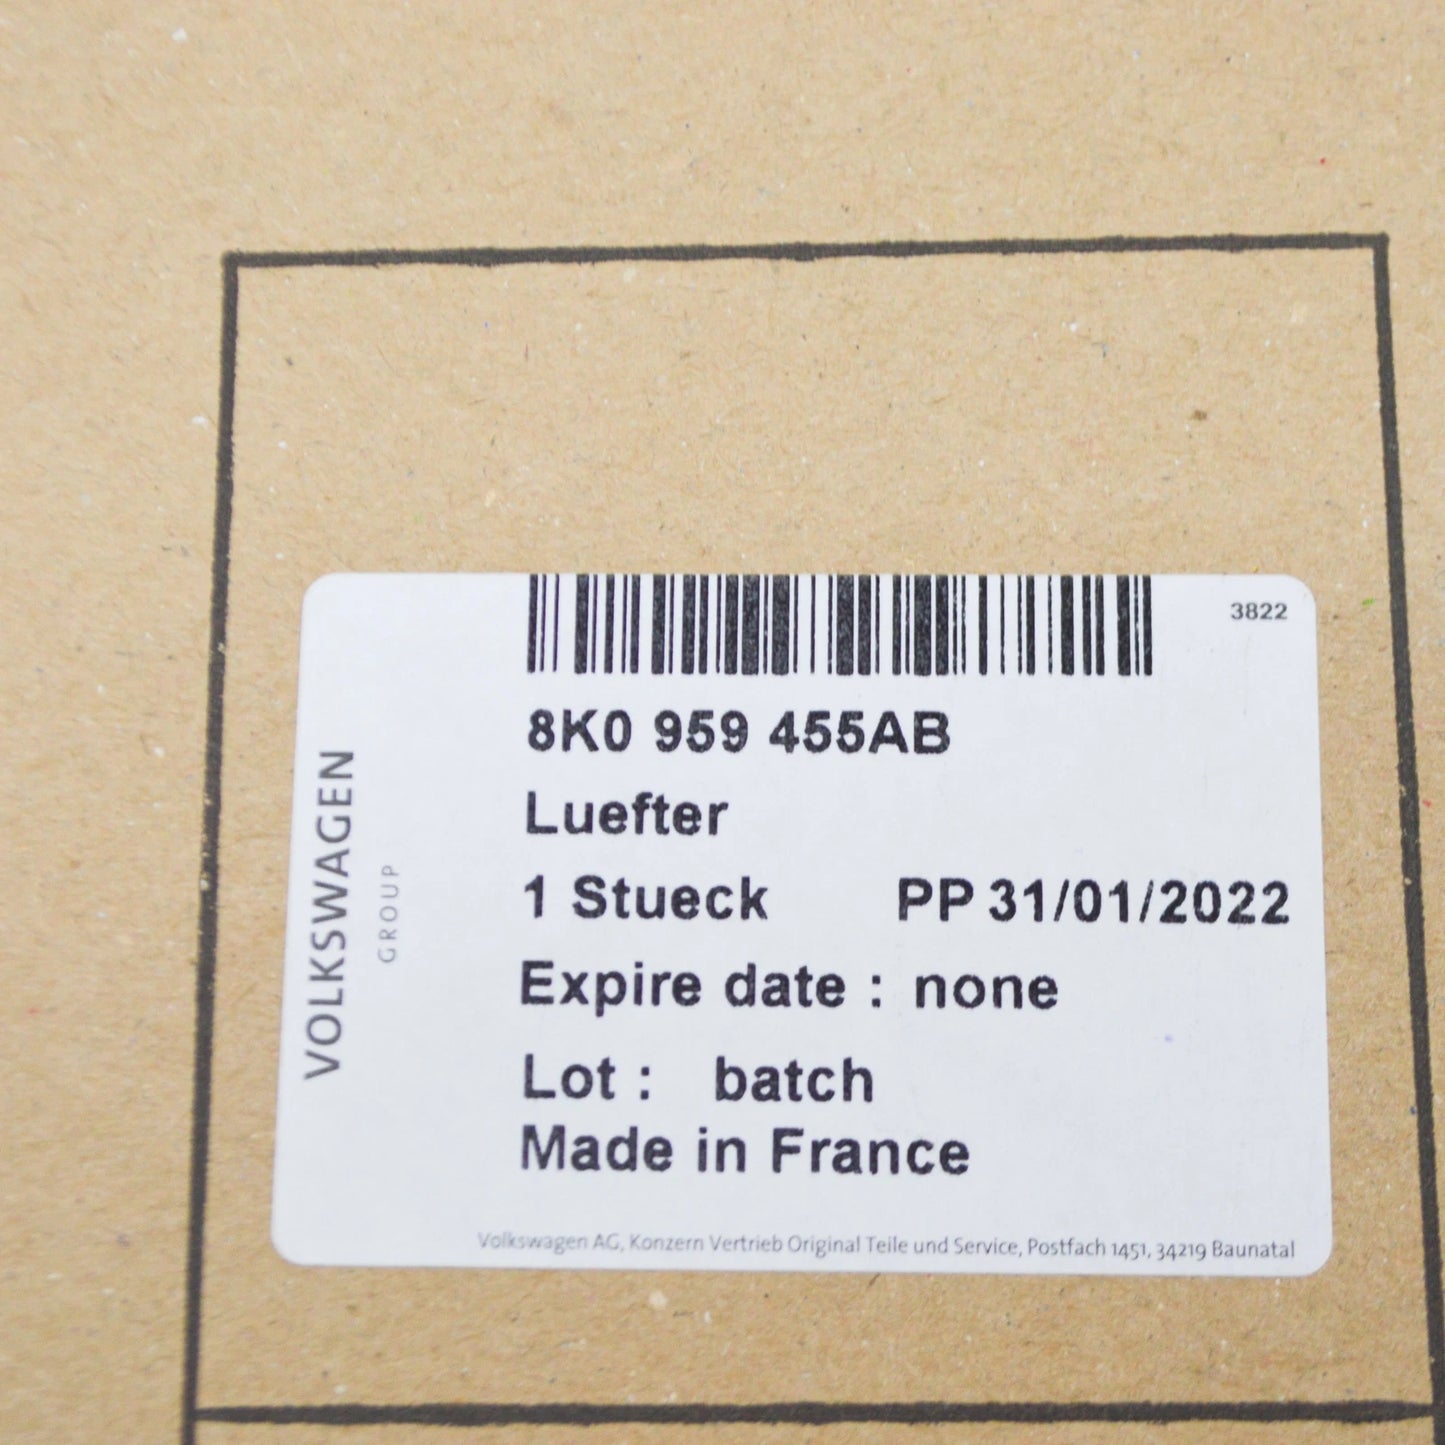 3822
8K0 959 455AB
Luefter
1 Stueck PP 31/01/2022
Expire date : none
Lot : batch
Made in France
VOLKSWAGEN
GROUP
Volkswagen AG, Konzern Vertrieb Original Teile und Service, Postfach 1451, 34219 Baunatal